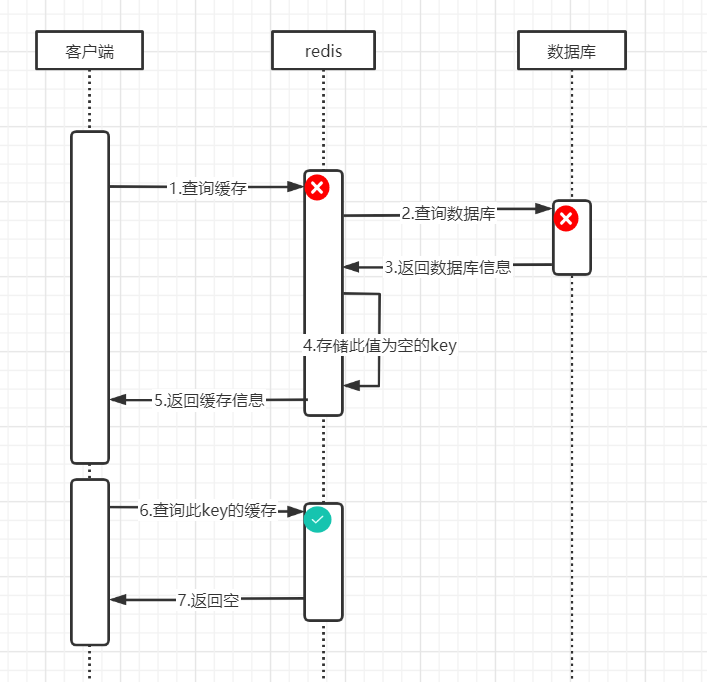 客户端
redis
数据库
1.查询缓存
2.查询数据库
3.返回数据库信息
4.存储此值为空的key
5.返回缓存信息
6.查询此key的缓存
7.返回空